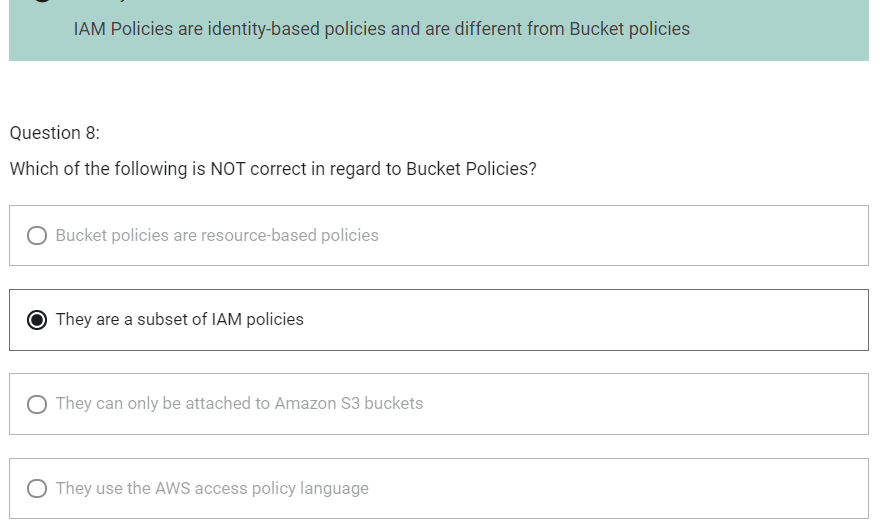 IAM Policies are identity-based policies and are different from Bucket policies
Question 8:
Which of the following is NOT correct in regard to Bucket Policies?
Bucket policies are resource-based policies
They are a subset of IAM policies
They can only be attached to Amazon S3 buckets
They use the AWS access policy language